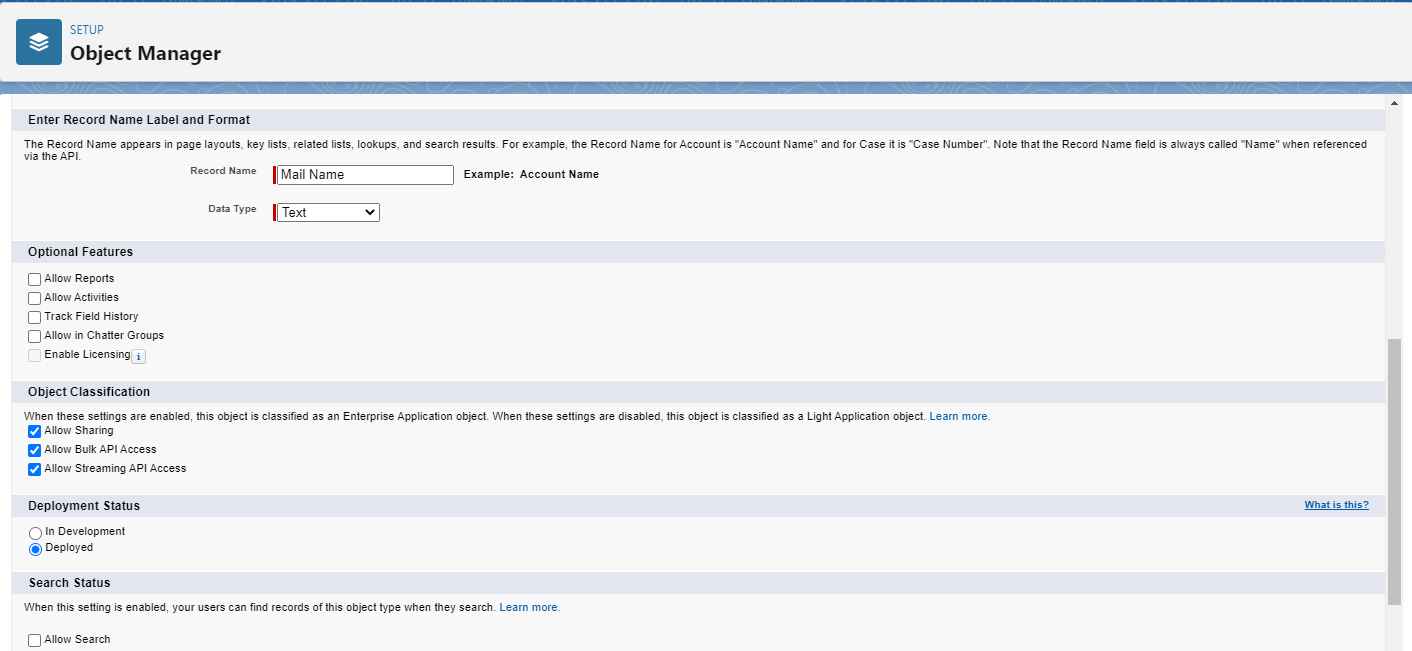 SETUP
Object Manager
Enter Record Name Label and Format
The Record Name appears in page layouts, key lists, related lists, lookups, and search results. For example, the Record Name for Account is "Account Name" and for Case it is "Case Number". Note that the Record Name field is always called "Name" when referenced
via the API.
Record Name Mail Name Example: Account Name
Data Type Text
Optional Features
Allow Reports
Allow Activities
Track Field History
Allow in Chatter Groups
Enable Licensing i
Object Classification
When these settings are enabled, this object is classified as an Enterprise Application object. When these settings are disabled, this object is classified as a Light Application object. Learn more.
Allow Sharing
Allow Bulk API Access
Allow Streaming API Access
Deployment Status What is this?
In Development
Deployed
Search Status
When this setting is enabled, your users can find records of this object type when they search. Learn more.
Allow Search